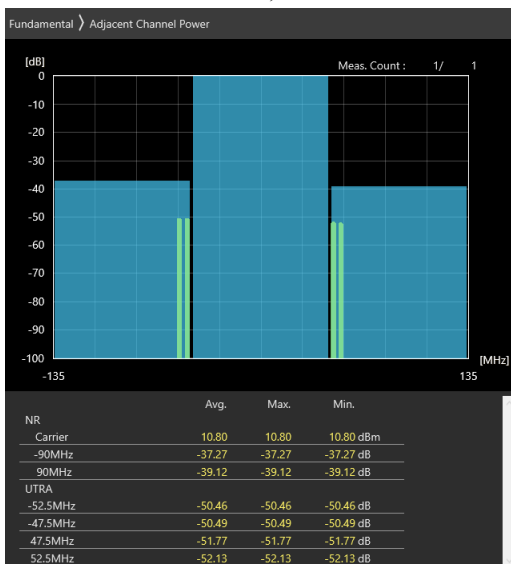 Fundamental 〉 Adjacent Channel Power
[dB]
Meas. Count : 1/ 1
0
-10
-20
-30
-40
-50
-60
-70
-80
-90
-100
[MHz]
-135 135
Avg. Max. Min.
NR
Carrier 10.80 10.80 10.80 dBm
-90MHz -37.27 -37.27 -37.27 dB
90MHz -39.12 -39.12 -39.12 dB
UTRA
-52.5MHz -50.46 -50.46 -50.46 dB
-47.5MHz -50.49 -50.49 -50.49 dB
47.5MHz -51.77 -51.77 -51.77 dB
52.5MHz -52.13 -52.13 -52.13 dB